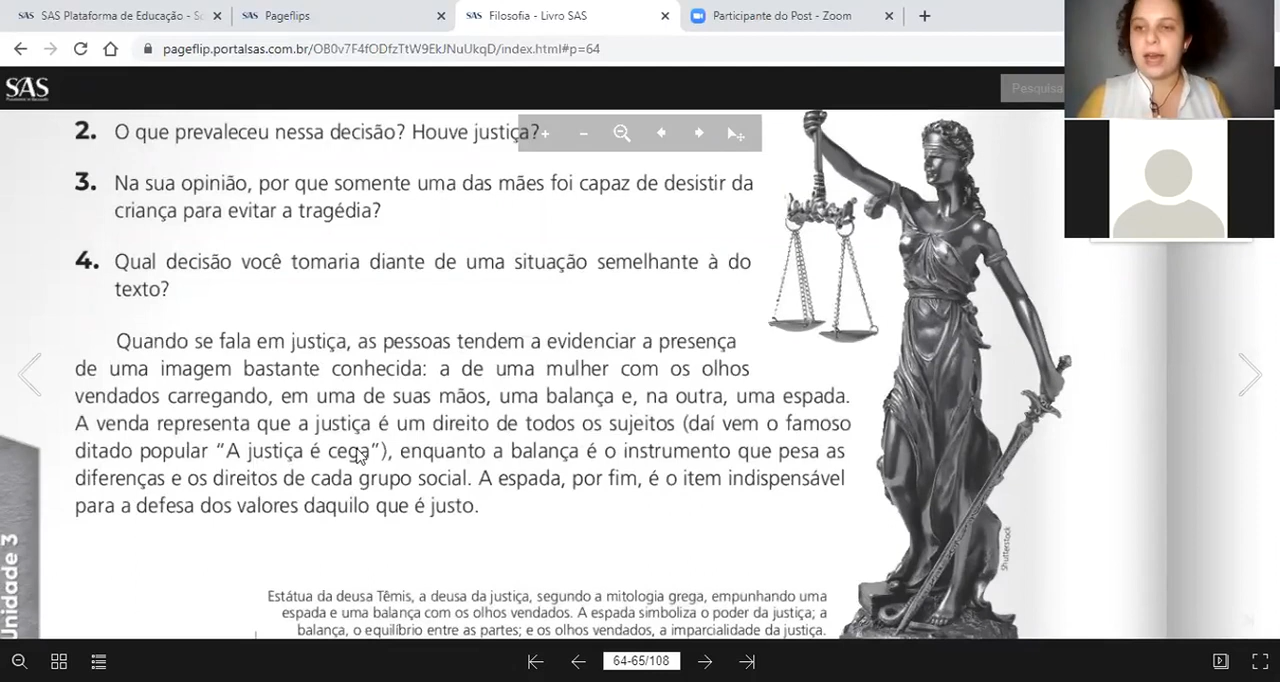 SAS Plataforma de Educação - S
Pageflips
Filosofia - Livro SAS
Participante do Post - Zoom
pageflip.portalsas.com.br/OB0v7F4fODfzTtW9EkJNuUkqD/index.html#p=64
SAS
Pesquisa
2. O que prevaleceu nessa decisão? Houve justiça?
3. Na sua opinião, por que somente uma das mães foi capaz de desistir da
criança para evitar a tragédia?
4. Qual decisão você tomaria diante de uma situação semelhante à do
texto?
Quando se fala em justiça, as pessoas tendem a evidenciar a presença
de uma imagem bastante conhecida: a de uma mulher com os olhos
vendados carregando, em uma de suas mãos, uma balança e, na outra, uma espada.
A venda representa que a justiça é um direito de todos os sujeitos (daí vem o famoso
ditado popular “A justiça é cega”), enquanto a balança é o instrumento que pesa as
diferenças e os direitos de cada grupo social. A espada, por fim, é o item indispensável
para a defesa dos valores daquilo que é justo.
Unidade 3
Shutterstock
Estátua da deusa Têmis, a deusa da justiça, segundo a mitologia grega, empunhando uma
espada e uma balança com os olhos vendados. A espada simboliza o poder da justiça; a
balança, o equilíbrio entre as partes; e os olhos vendados, a imparcialidade da justiça.
64-65/108